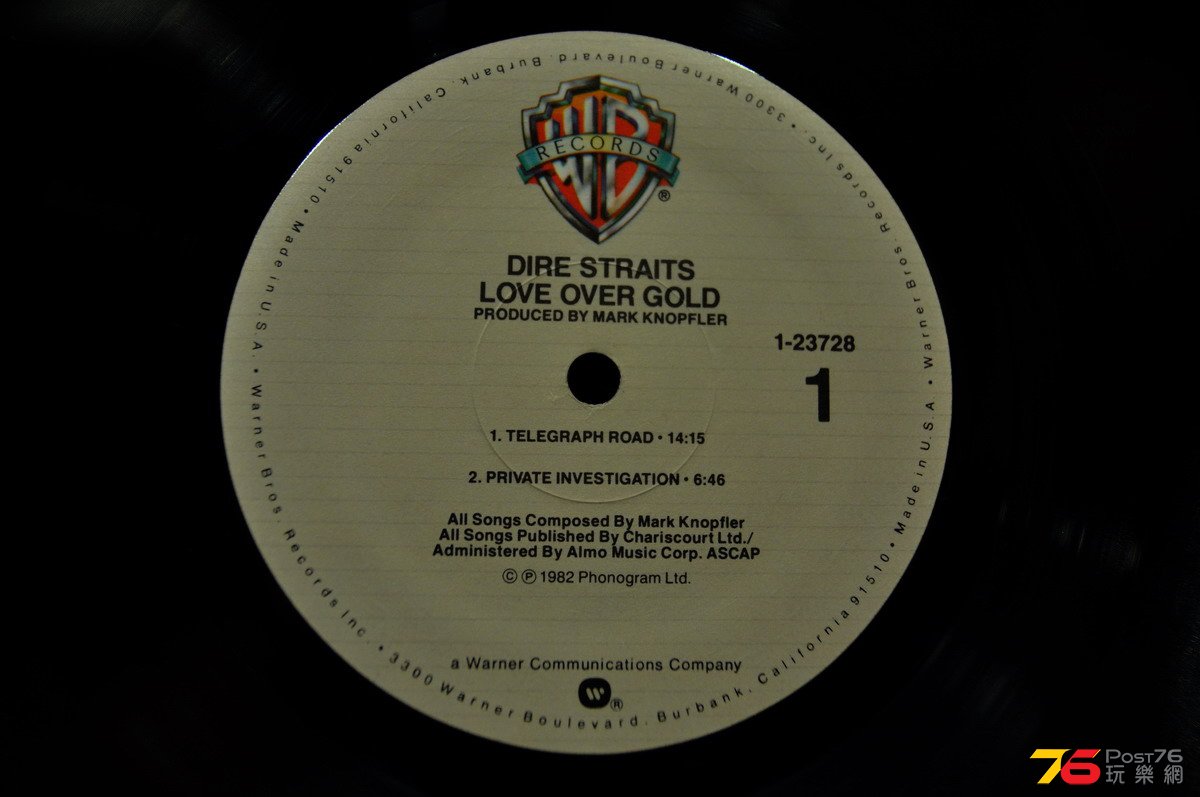 Warner Bros. Records Inc. • 3300 Warner Boulevard, Burbank, California 91510 • Made in U.S.A. • Warner Bros. Records Inc. • 3300 Warner Boulevard, Burbank, California 91510 • Made in U.S.A. •
WB
RECORDS
®
DIRE STRAITS
LOVE OVER GOLD
PRODUCED BY MARK KNOPFLER
1-23728
1
1. TELEGRAPH ROAD • 14:15
2. PRIVATE INVESTIGATION • 6:46
All Songs Composed By Mark Knopfler
All Songs Published By Chariscourt Ltd./
Administered By Almo Music Corp. ASCAP
© ℗ 1982 Phonogram Ltd.
a Warner Communications Company
®
76 POST76
玩樂網